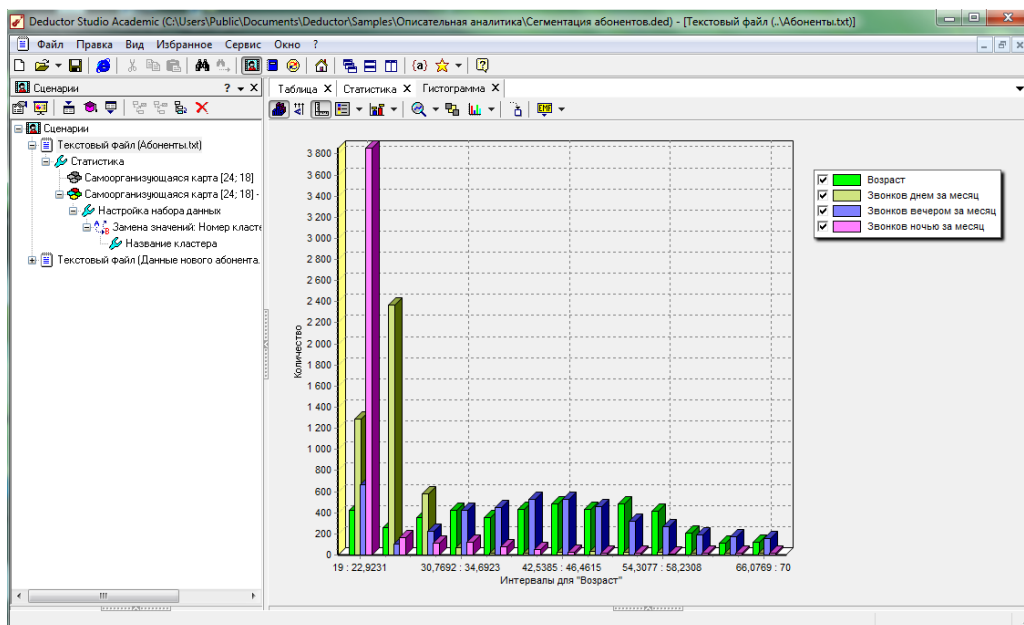 Deductor Studio Academic (C:\Users\Public\Documents\Deductor\Samples\Описательная аналитика\Сегментация абонентов.ded) - [Текстовый файл (..\Абоненты.txt)]
Файл Правка Вид Избранное Сервис Окно ?
Сценарии
Таблица X Статистика X Гистограмма X
Сценарии
Текстовый файл (Абоненты.txt)
Статистика
Самоорганизующаяся карта [24; 18]
Самоорганизующаяся карта [24; 18] -
Настройка набора данных
Замена значений: Номер класте
Название кластера
Текстовый файл (Данные нового абонента.
EMF
Количество
3 800
3 600
3 400
3 200
3 000
2 800
2 600
2 400
2 200
2 000
1 800
1 600
1 400
1 200
1 000
800
600
400
200
0
19 : 22,9231 30,7692 : 34,6923 42,5385 : 46,4615 54,3077 : 58,2308 66,0769 : 70
Интервалы для "Возраст"
Возраст
Звонков днем за месяц
Звонков вечером за месяц
Звонков ночью за месяц